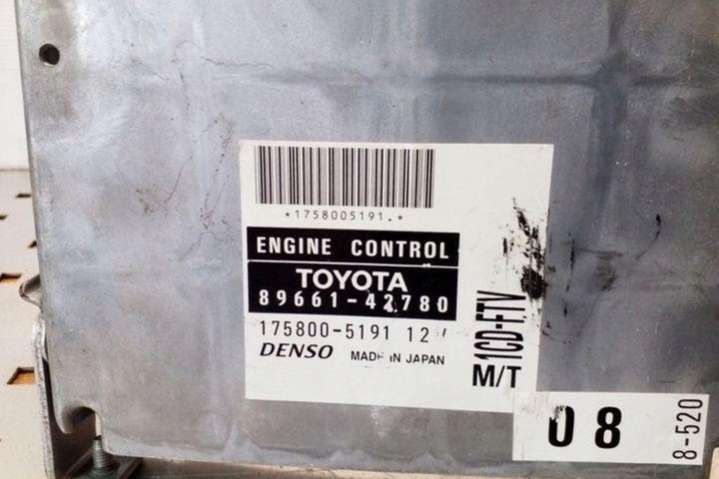 *1758005191.*
ENGINE CONTROL
TOYOTA
89661-42780
175800-5191 12
DENSO MADE IN JAPAN
1CD-FTV
M/T
08
8-520